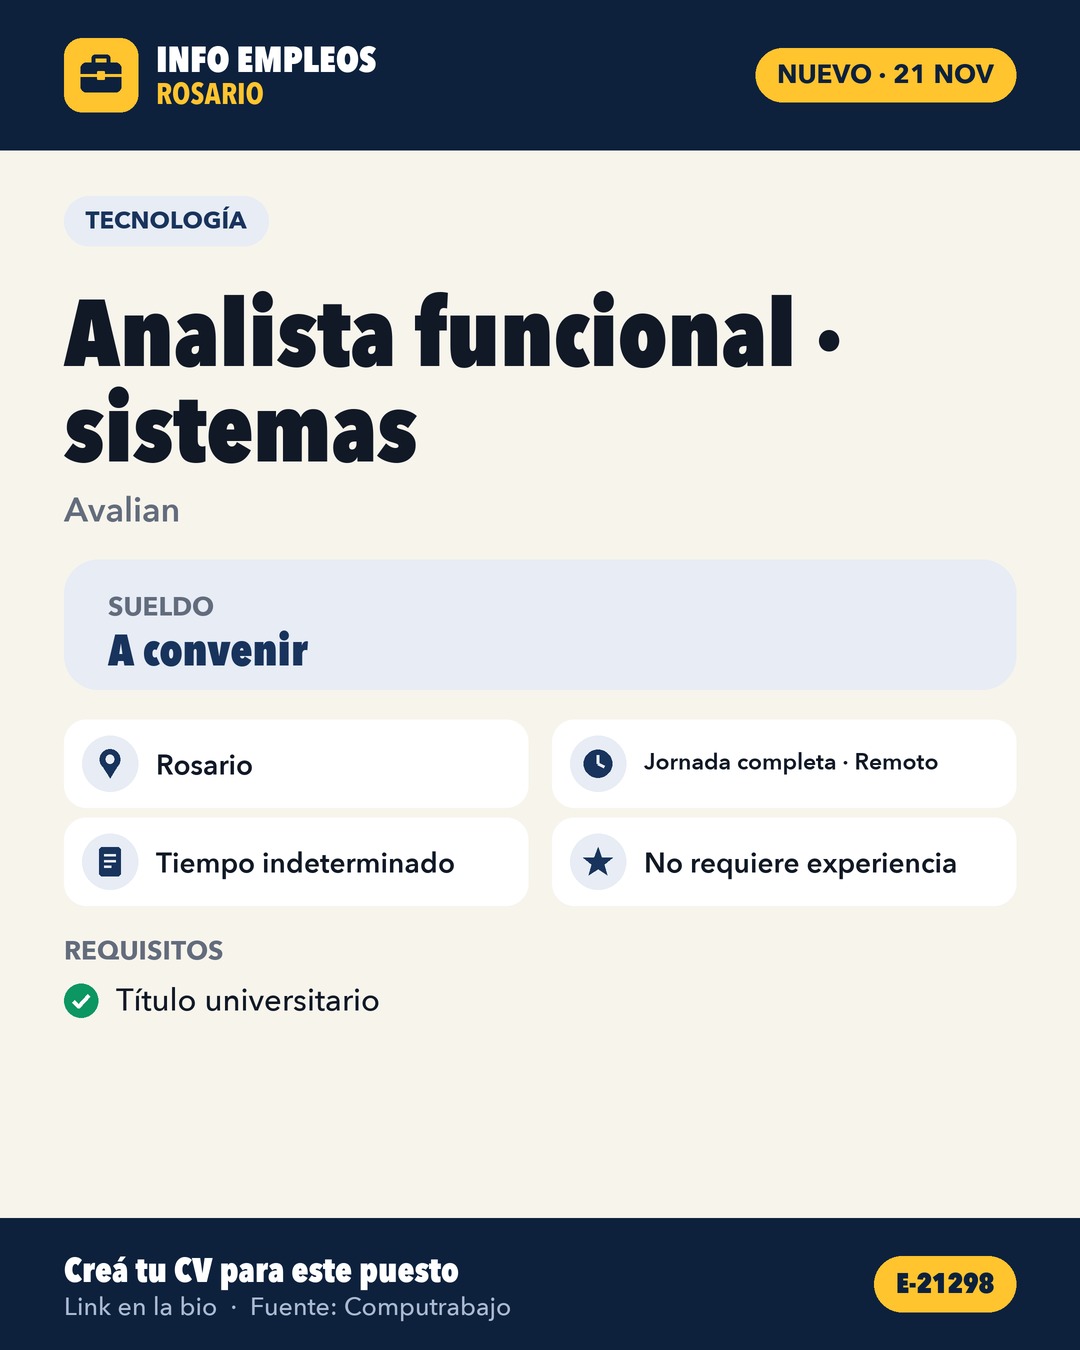 INFO EMPLEOS
ROSARIO
NUEVO · 21 NOV
TECNOLOGÍA
Analista funcional ·
sistemas
Avalian
SUELDO
A convenir
Rosario
Jornada completa · Remoto
Tiempo indeterminado
No requiere experiencia
REQUISITOS
Título universitario
Creá tu CV para este puesto
Link en la bio · Fuente: Computrabajo
E-21298